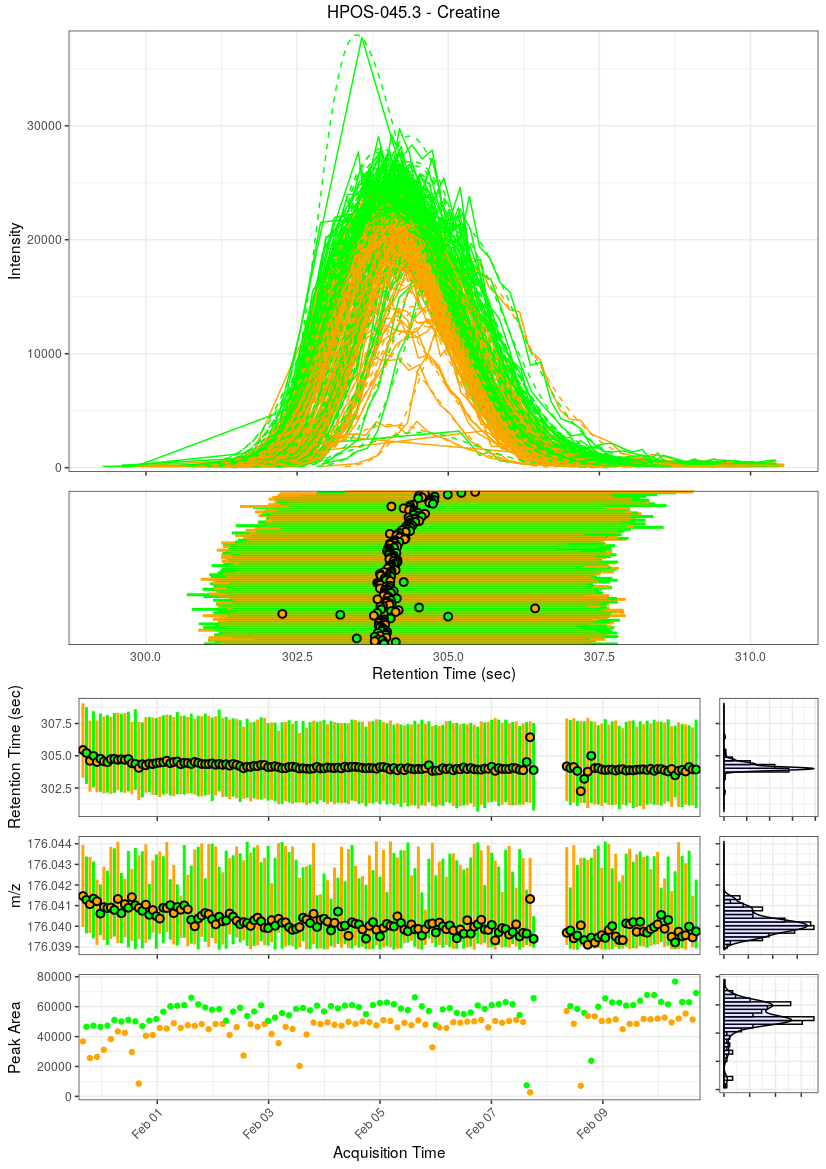 HPOS-045.3 - Creatine
Intensity
30000
20000
10000
0
300.0 302.5 305.0 307.5 310.0
Retention Time (sec)
Retention Time (sec)
307.5
305.0
302.5
m/z
176.044
176.043
176.042
176.041
176.040
176.039
Peak Area
80000
60000
40000
20000
0
Feb 01 Feb 03 Feb 05 Feb 07 Feb 09
Acquisition Time